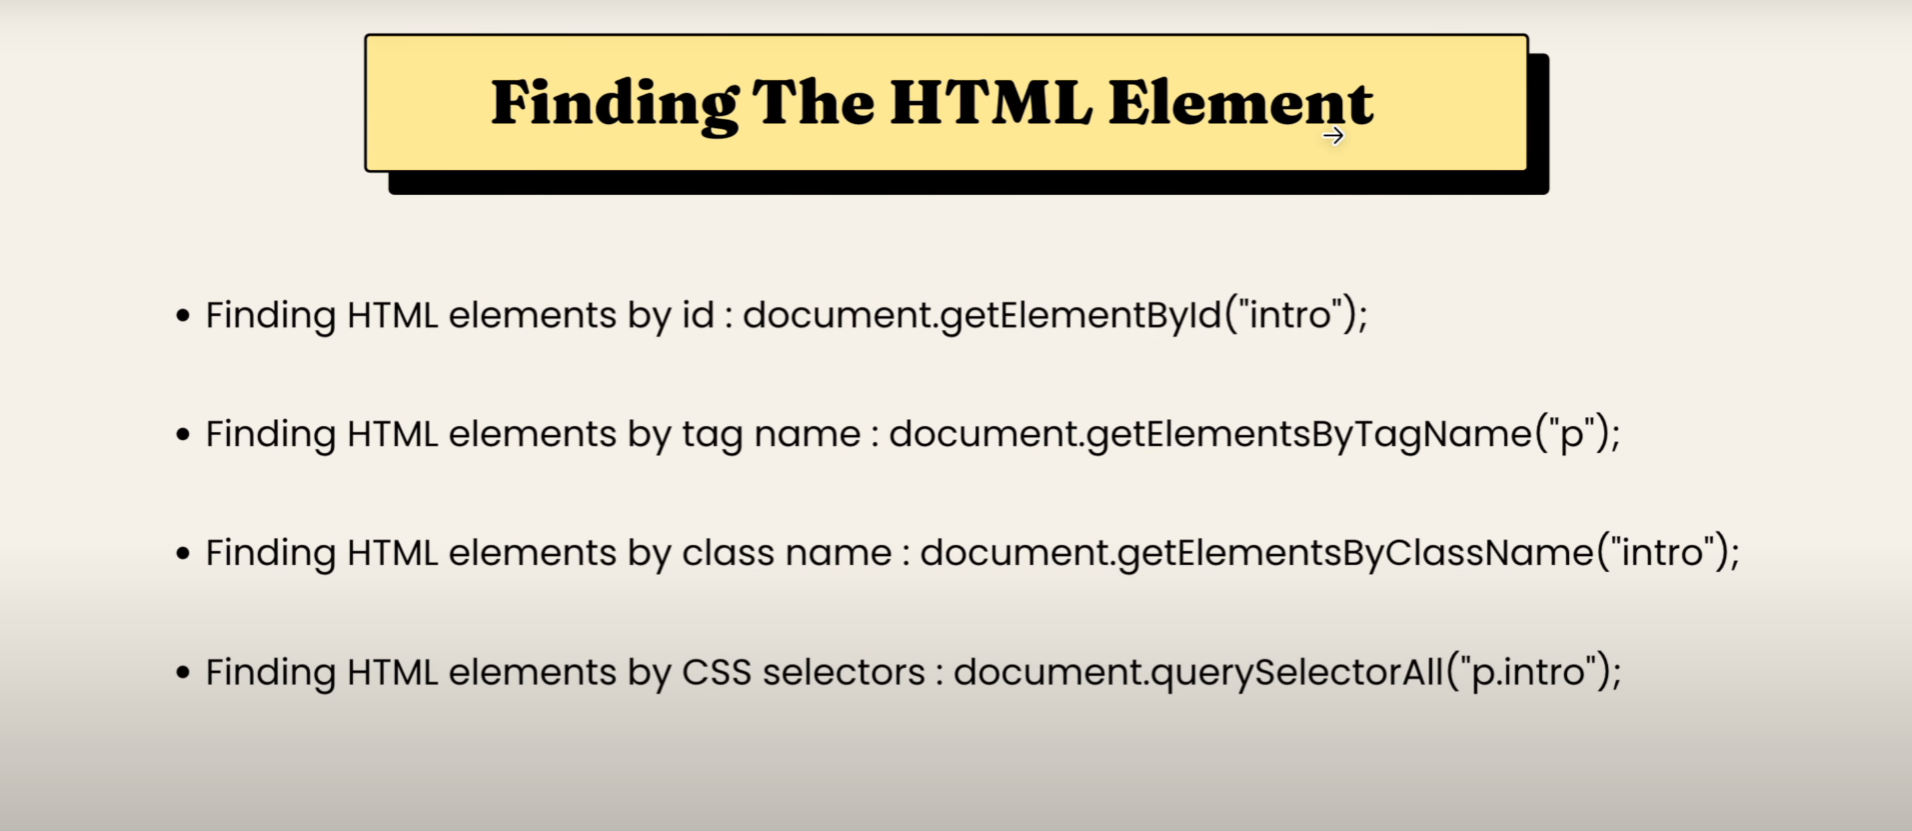 Finding The HTML Element
• Finding HTML elements by id : document.getElementById("intro");
• Finding HTML elements by tag name : document.getElementsByTagName("p");
• Finding HTML elements by class name : document.getElementsByClassName("intro");
• Finding HTML elements by CSS selectors : document.querySelectorAll("p.intro");